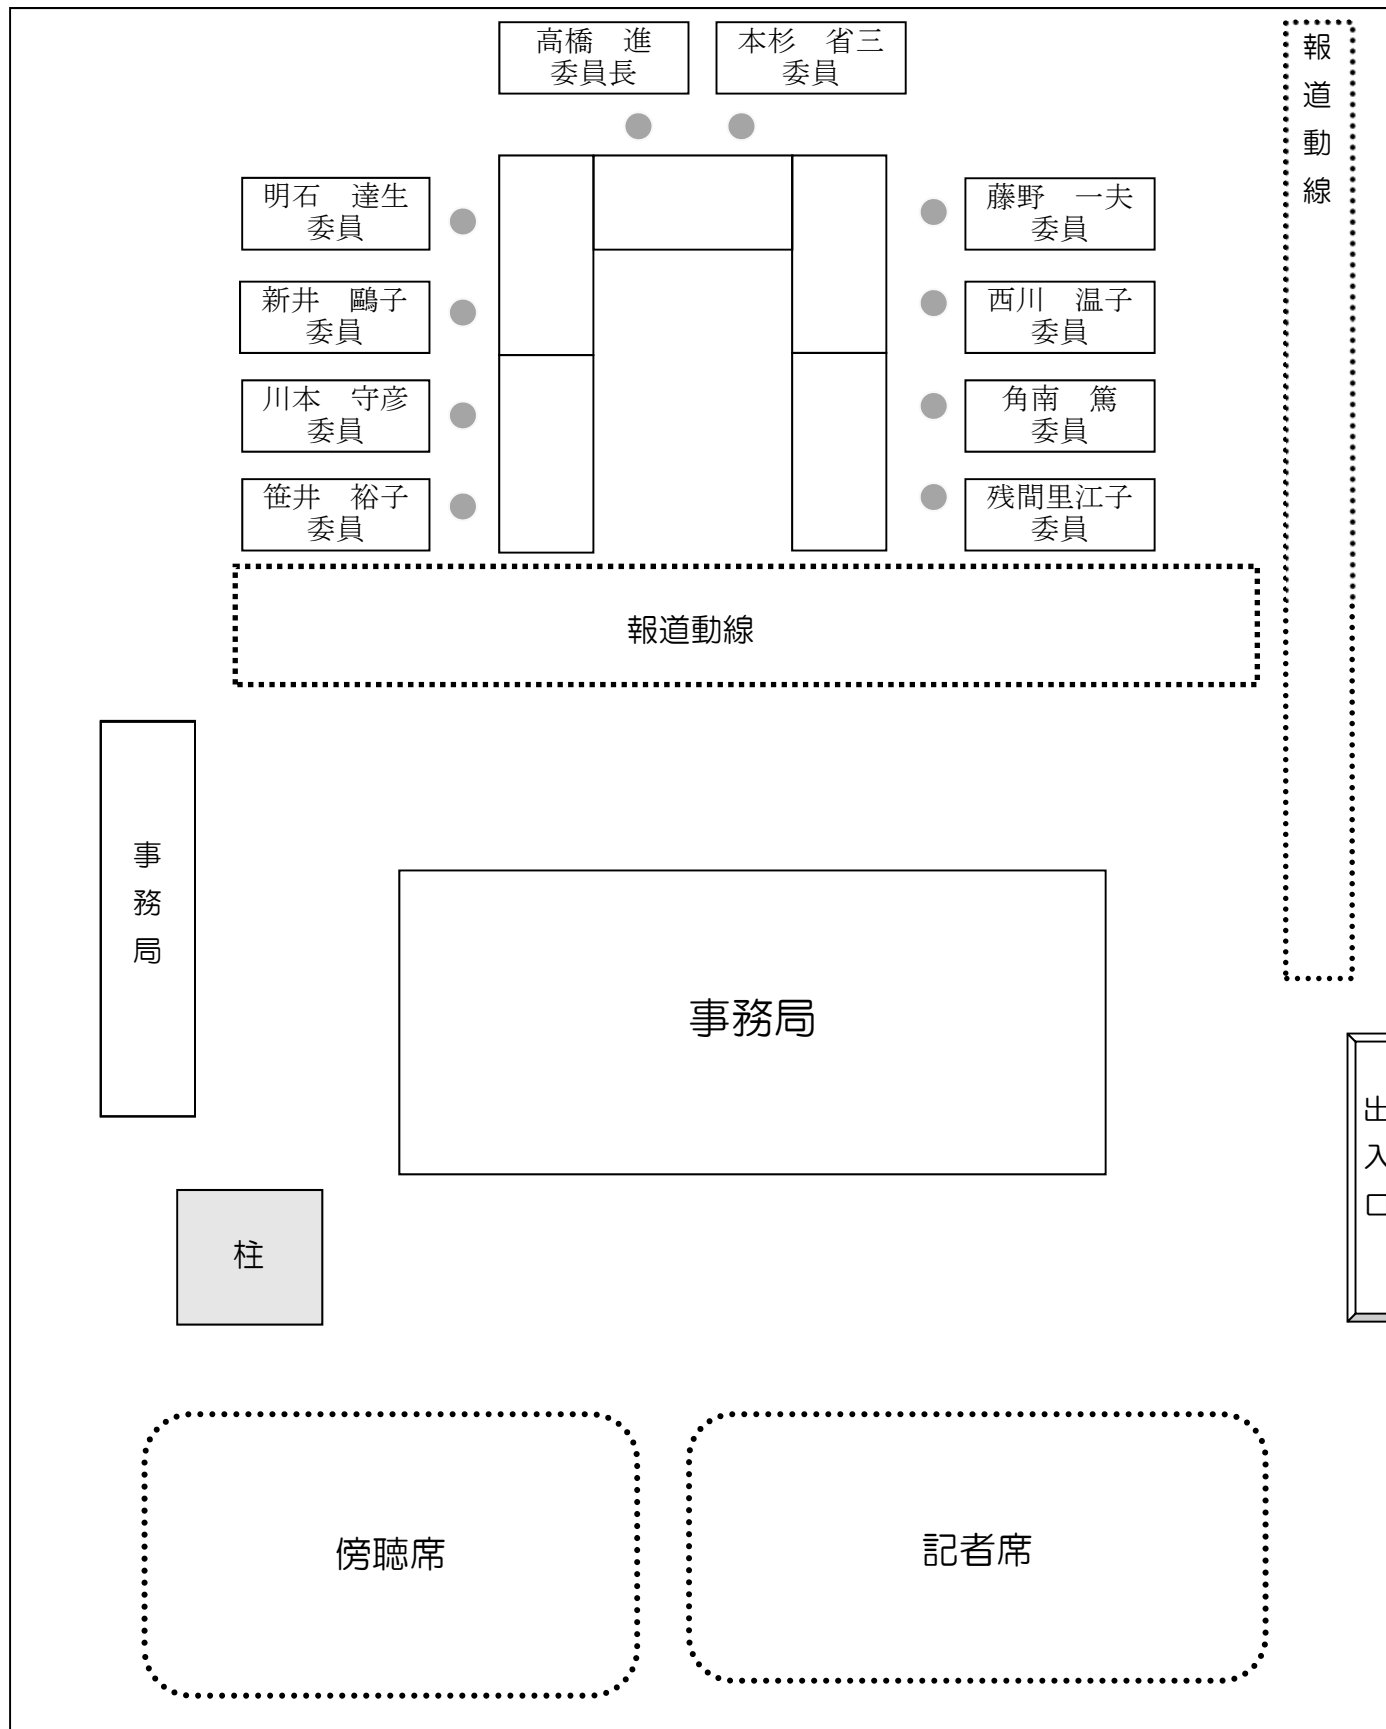 高橋　進
委員長
本杉　省三
委員
報道動線
明石　達生
委員
藤野　一夫
委員
新井　鷗子
委員
西川　温子
委員
川本　守彦
委員
角南　篤
委員
笹井　裕子
委員
残間里江子
委員
報道動線
事務局
事務局
出入口
柱
傍聴席
記者席